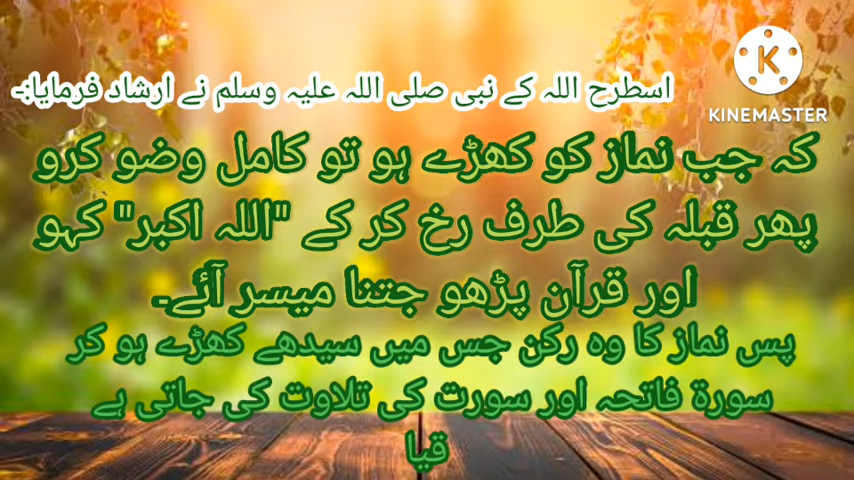 KINEMASTER
اسطرح اللہ کے نبی صلی اللہ علیہ وسلم نے ارشاد فرمایا:-
کہ جب نماز کو کھڑے ہو تو کامل وضو کرو
پھر قبلہ کی طرف رخ کر کے "اللہ اکبر" کہو
اور قرآن پڑھو جتنا میسر آئے۔
پس نماز کا وہ رکن جس میں سیدھے کھڑے ہو کر
سورۃ فاتحہ اور سورت کی تلاوت کی جاتی ہے
قیا